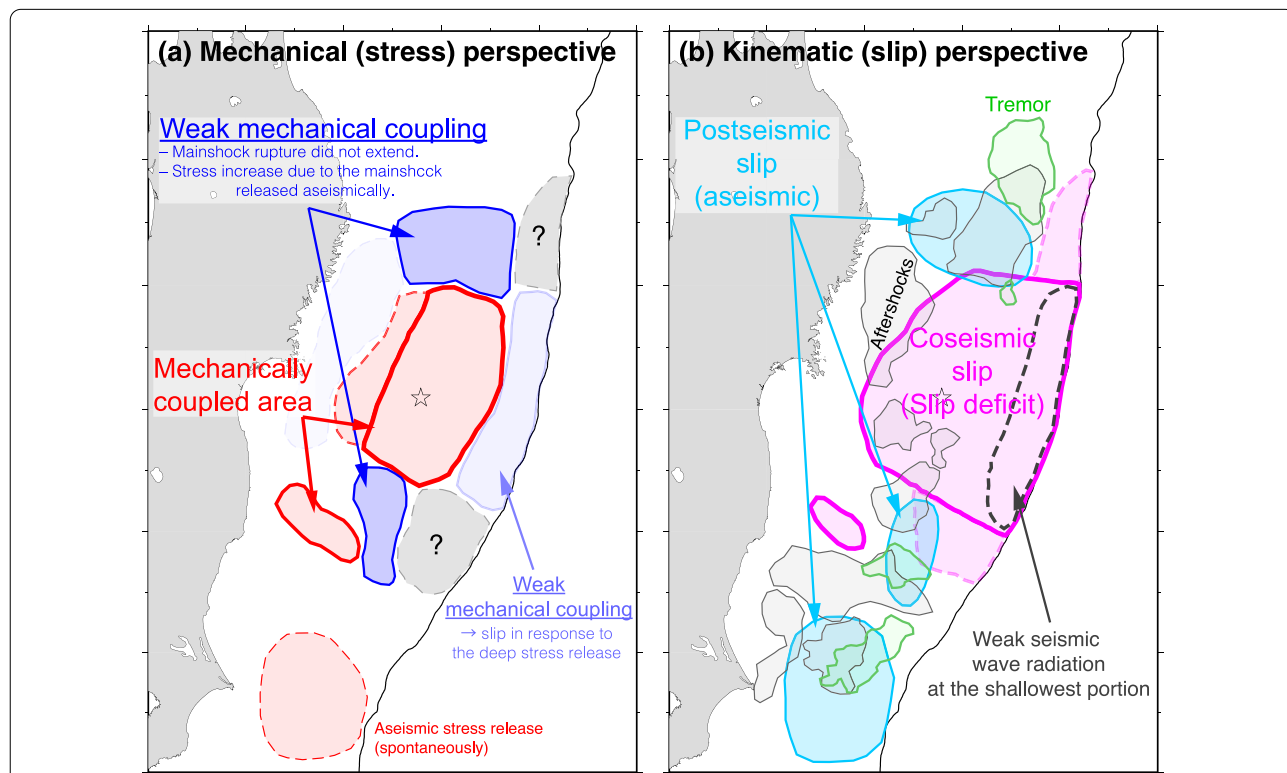 (a) Mechanical (stress) perspective
Weak mechanical coupling
– Mainshock rupture did not extend.
– Stress increase due to the mainshcck
released aseismically.
?
Mechanically
coupled area
?
Weak
mechanical coupling
→ slip in response to
the deep stress release
Aseismic stress release
(spontaneously)
(b) Kinematic (slip) perspective
Tremor
Postseismic
slip
(aseismic)
Aftershocks
Coseismic
slip
(Slip deficit)
Weak seismic
wave radiation
at the shallowest portion